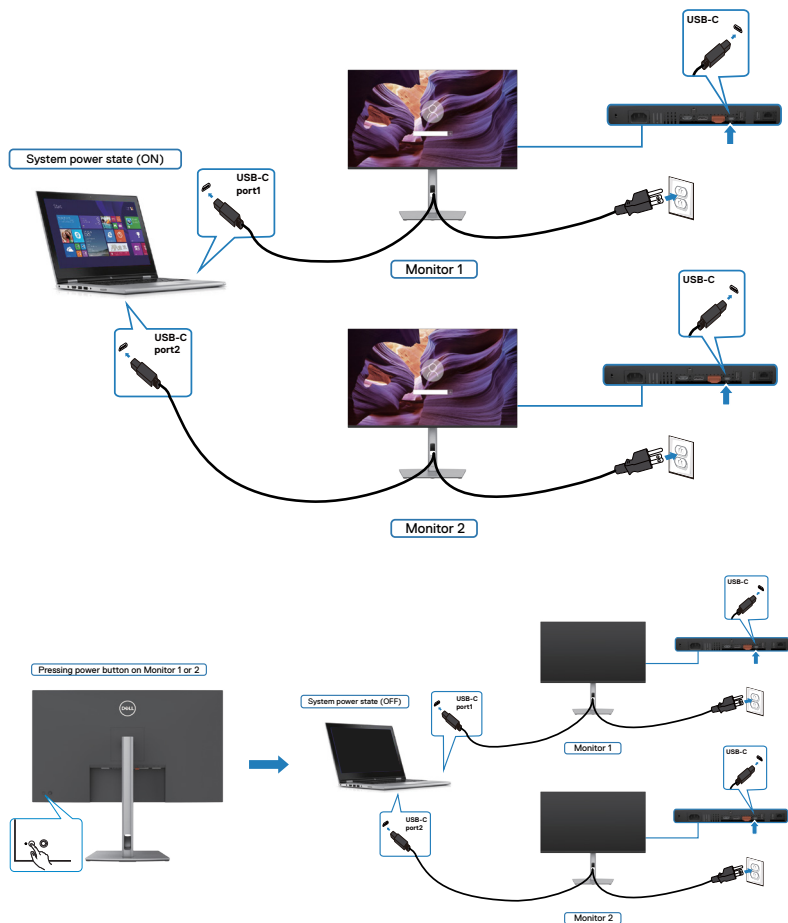 USB-C
System power state (ON)
USB-C
port1
Monitor 1
USB-C
USB-C
port2
Monitor 2
USB-C
Pressing power button on Monitor 1 or 2
DELL
System power state (OFF)
USB-C
port1
Monitor 1
USB-C
USB-C
port2
Monitor 2